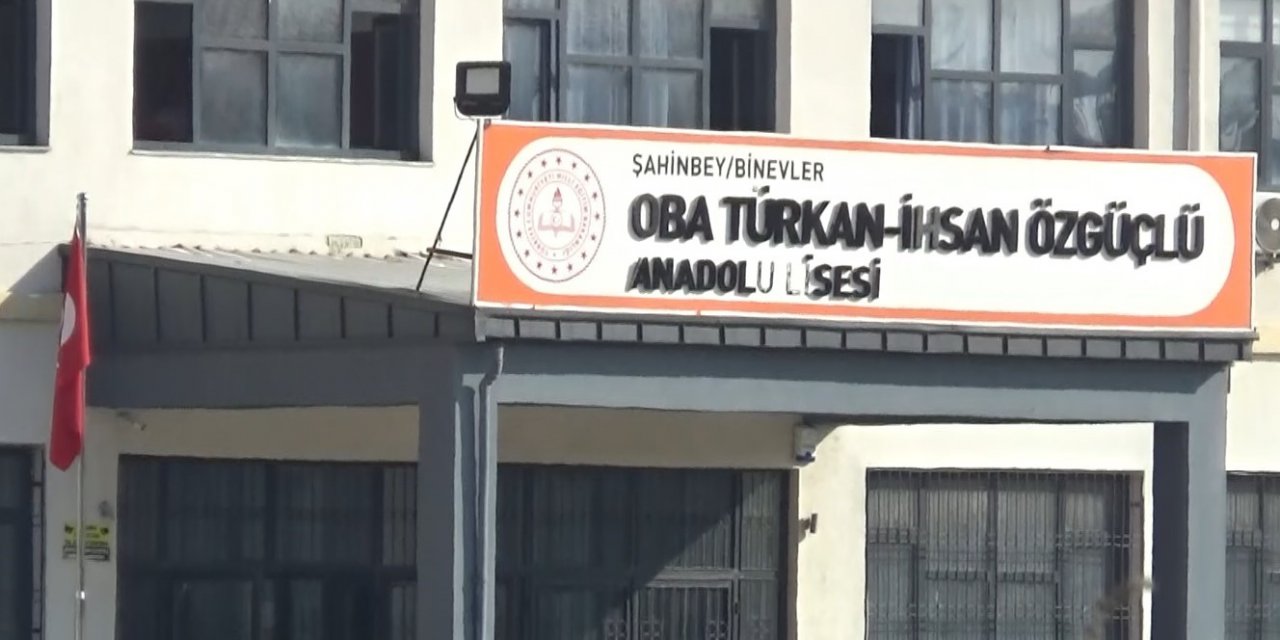 ŞAHİNBEY/BİNEVLER
OBA TÜRKAN-İHSAN ÖZGÜÇLÜ
ANADOLU LİSESİ